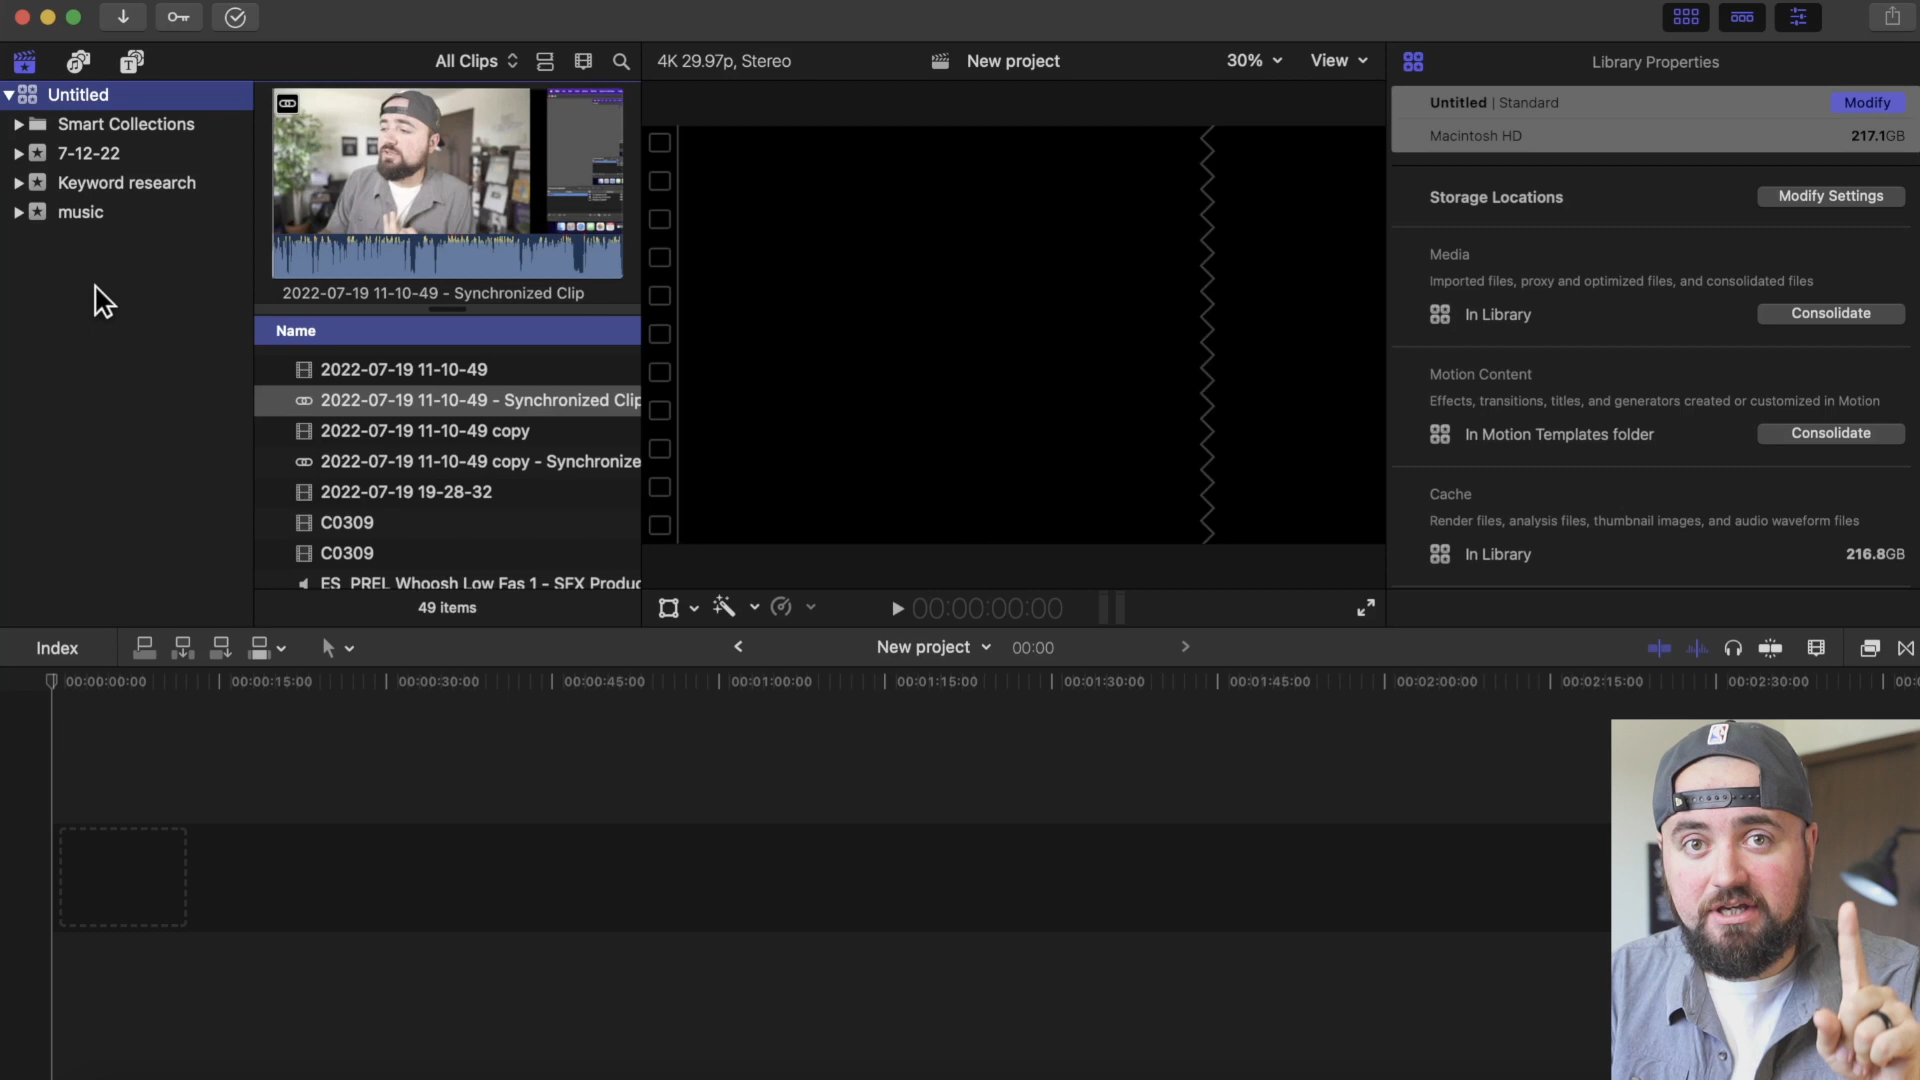 All Clips
4K 29.97p, Stereo
New project
30%
View
Library Properties
Untitled
Smart Collections
7-12-22
Keyword research
music
2022-07-19 11-10-49 - Synchronized Clip
Name
2022-07-19 11-10-49
2022-07-19 11-10-49 - Synchronized Clip
2022-07-19 11-10-49 copy
2022-07-19 11-10-49 copy - Synchronize
2022-07-19 19-28-32
C0309
C0309
ES_PREL Whoosh Low Fas 1 - SFX Produc
49 items
00:00:00:00
Untitled | Standard
Modify
Macintosh HD
217.1GB
Storage Locations
Modify Settings
Media
Imported files, proxy and optimized files, and consolidated files
In Library
Consolidate
Motion Content
Effects, transitions, titles, and generators created or customized in Motion
In Motion Templates folder
Consolidate
Cache
Render files, analysis files, thumbnail images, and audio waveform files
In Library
216.8GB
Index
New project
00:00
00:00:00:00
00:00:15:00
00:00:30:00
00:00:45:00
00:01:00:00
00:01:15:00
00:01:30:00
00:01:45:00
00:02:00:00
00:02:15:00
00:02:30:00
00:0